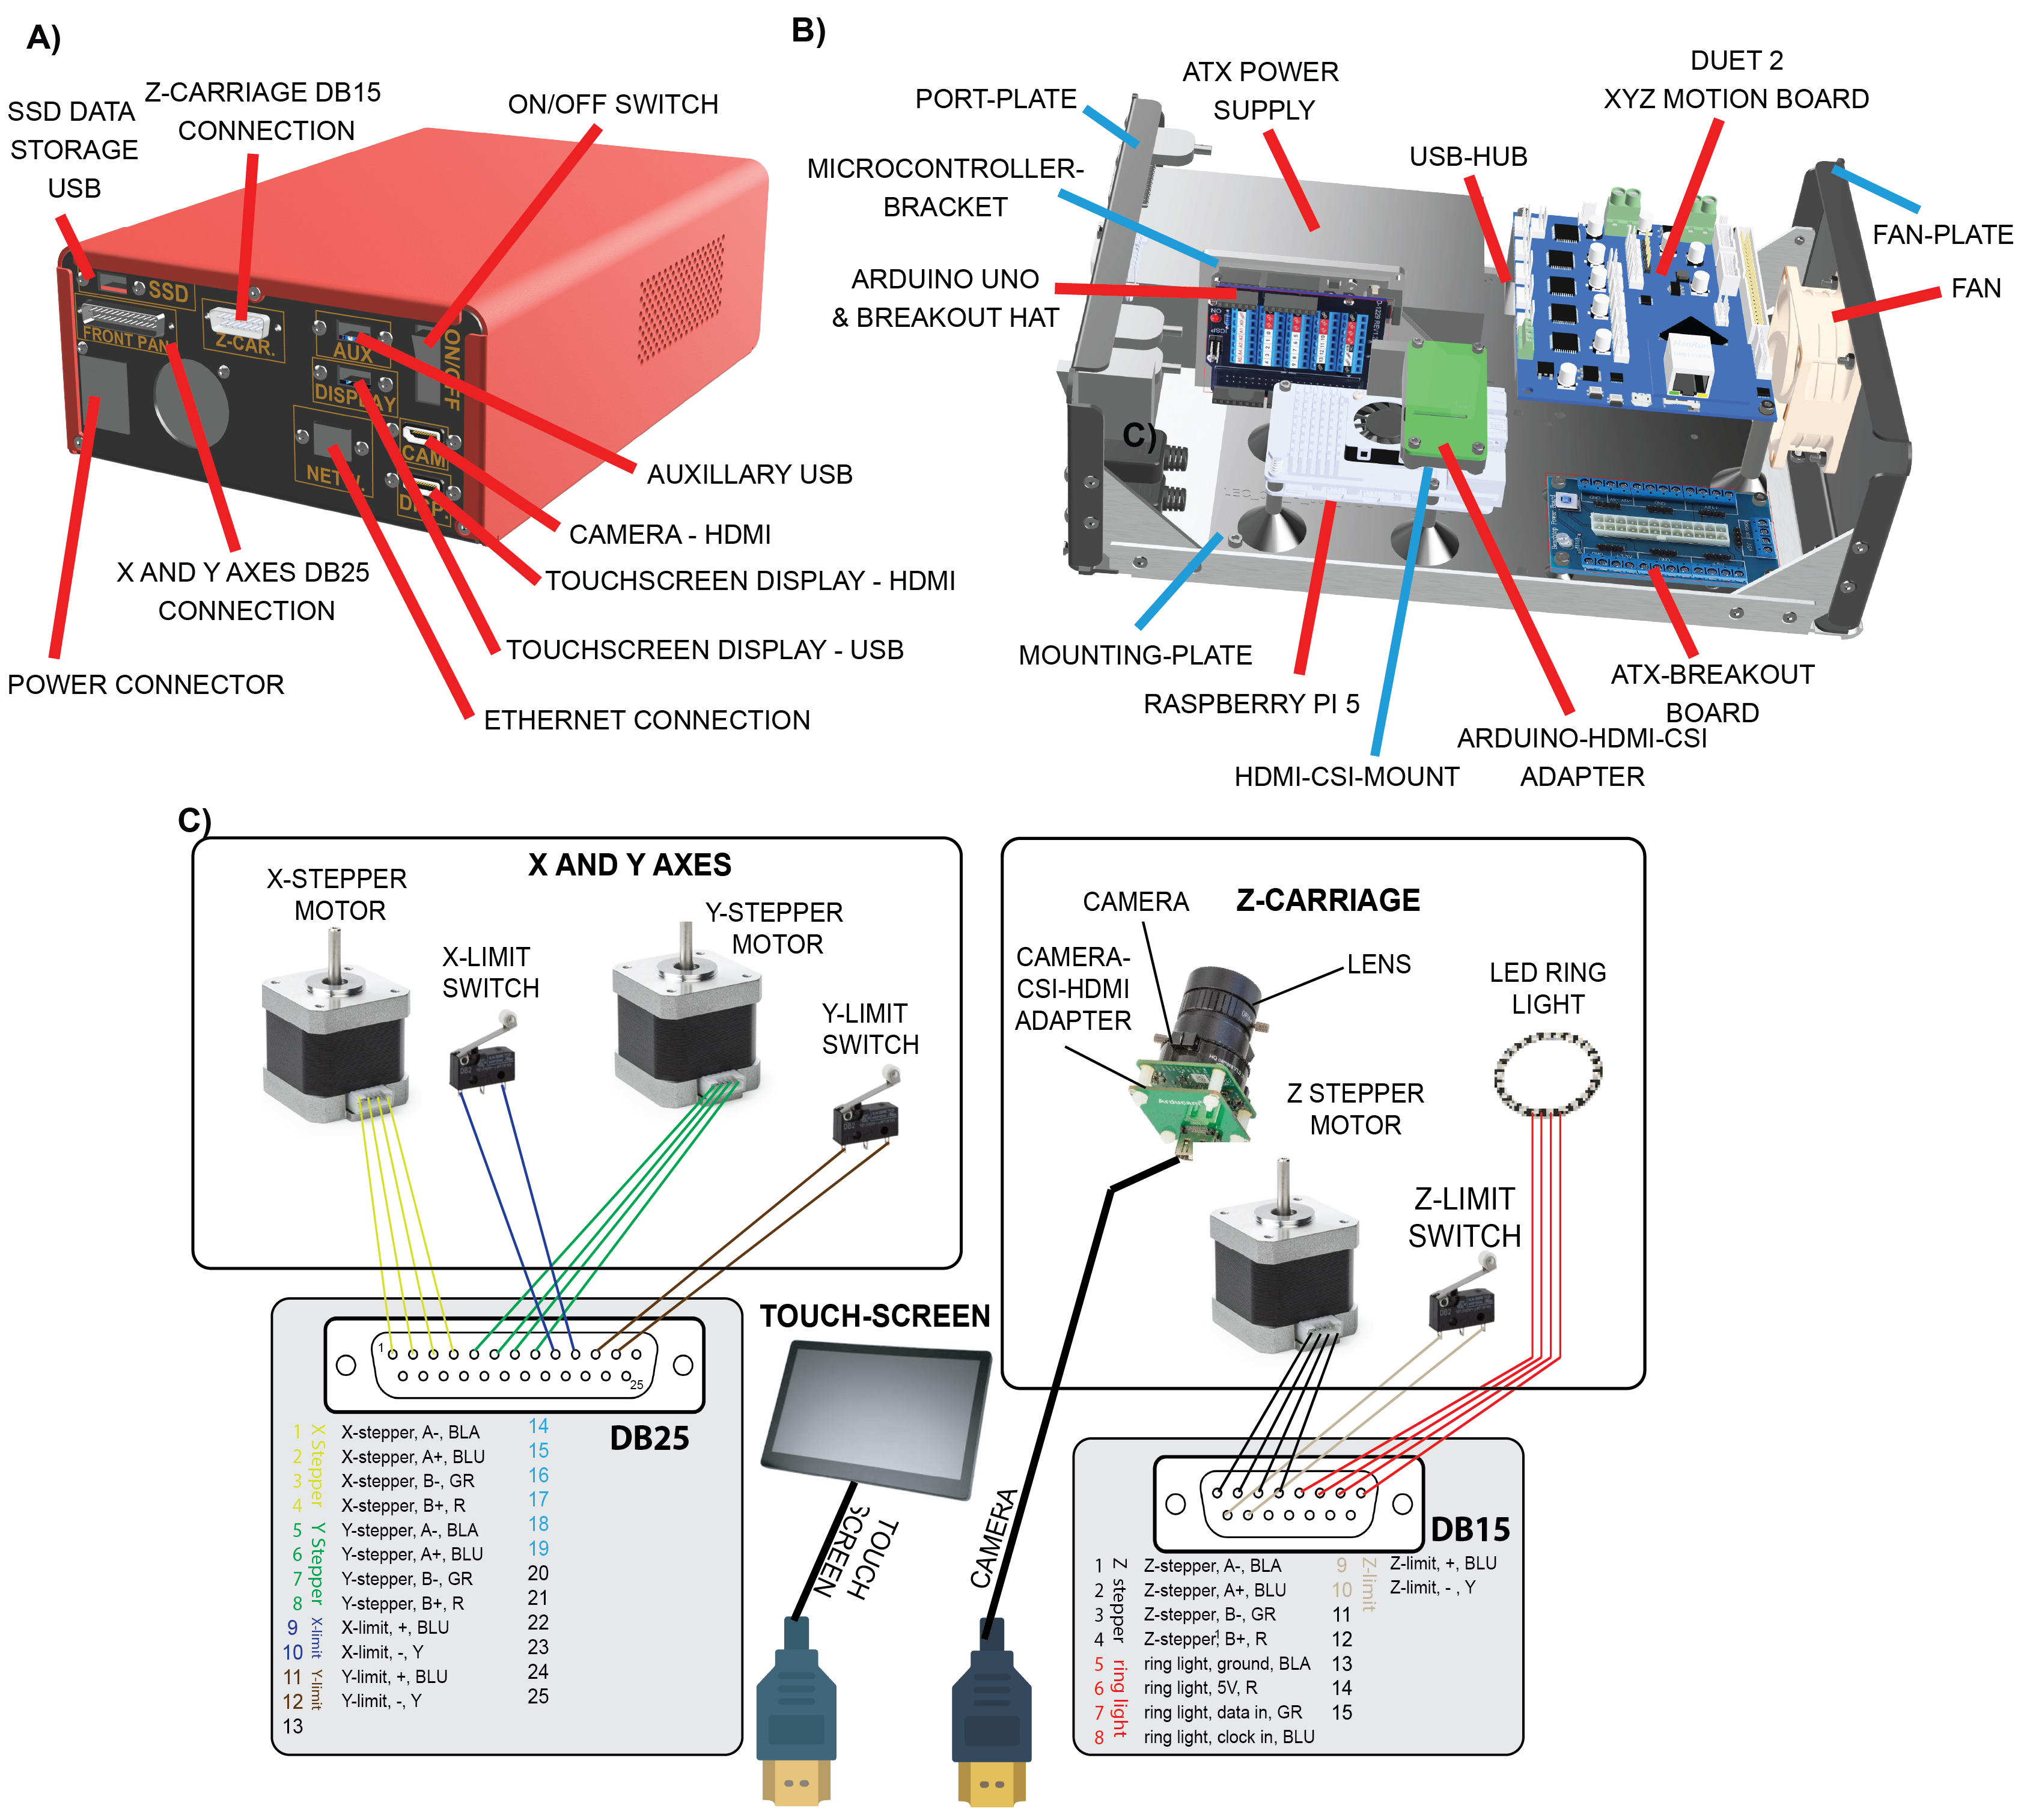 A)
SSD DATA
STORAGE
USB
Z-CARRIAGE DB15
CONNECTION
ON/OFF SWITCH
SSD
FRONT PAN
Z-CAR.
AUX
ON/OFF
DISPLAY
NETW.
CAM
DISP.
AUXILLARY USB
CAMERA - HDMI
TOUCHSCREEN DISPLAY - HDMI
X AND Y AXES DB25
CONNECTION
TOUCHSCREEN DISPLAY - USB
POWER CONNECTOR
ETHERNET CONNECTION
B)
PORT-PLATE
ATX POWER
SUPPLY
DUET 2
XYZ MOTION BOARD
MICROCONTROLLER-
BRACKET
USB-HUB
FAN-PLATE
ARDUINO UNO
& BREAKOUT HAT
FAN
C)
MOUNTING-PLATE
RASPBERRY PI 5
ATX-BREAKOUT
BOARD
ARDUINO-HDMI-CSI
ADAPTER
HDMI-CSI-MOUNT
C)
X AND Y AXES
X-STEPPER
MOTOR
X-LIMIT
SWITCH
Y-STEPPER
MOTOR
Y-LIMIT
SWITCH
Z-CARRIAGE
CAMERA
CAMERA-
CSI-HDMI
ADAPTER
LENS
LED RING
LIGHT
Z STEPPER
MOTOR
Z-LIMIT
SWITCH
1
25
DB25
1 X-stepper, A-, BLA
2 X-stepper, A+, BLU
3 X-stepper, B-, GR
4 X-stepper, B+, R
X Stepper
5 Y-stepper, A-, BLA
6 Y-stepper, A+, BLU
7 Y-stepper, B-, GR
8 Y-stepper, B+, R
Y Stepper
9 X-limit, +, BLU
10 X-limit, -, Y
X-limit
11 Y-limit, +, BLU
12 Y-limit, -, Y
Y-limit
13
14
15
16
17
18
19
20
21
22
23
24
25
TOUCH-SCREEN
TOUCH
SCREEN
CAMERA
DB15
1 Z-stepper, A-, BLA
2 Z-stepper, A+, BLU
3 Z-stepper, B-, GR
4 Z-stepper, B+, R
1
Z stepper
5 ring light, ground, BLA
6 ring light, 5V, R
7 ring light, data in, GR
8 ring light, clock in, BLU
ring light
9 Z-limit, +, BLU
10 Z-limit, - , Y
Z-limit
11
12
13
14
15